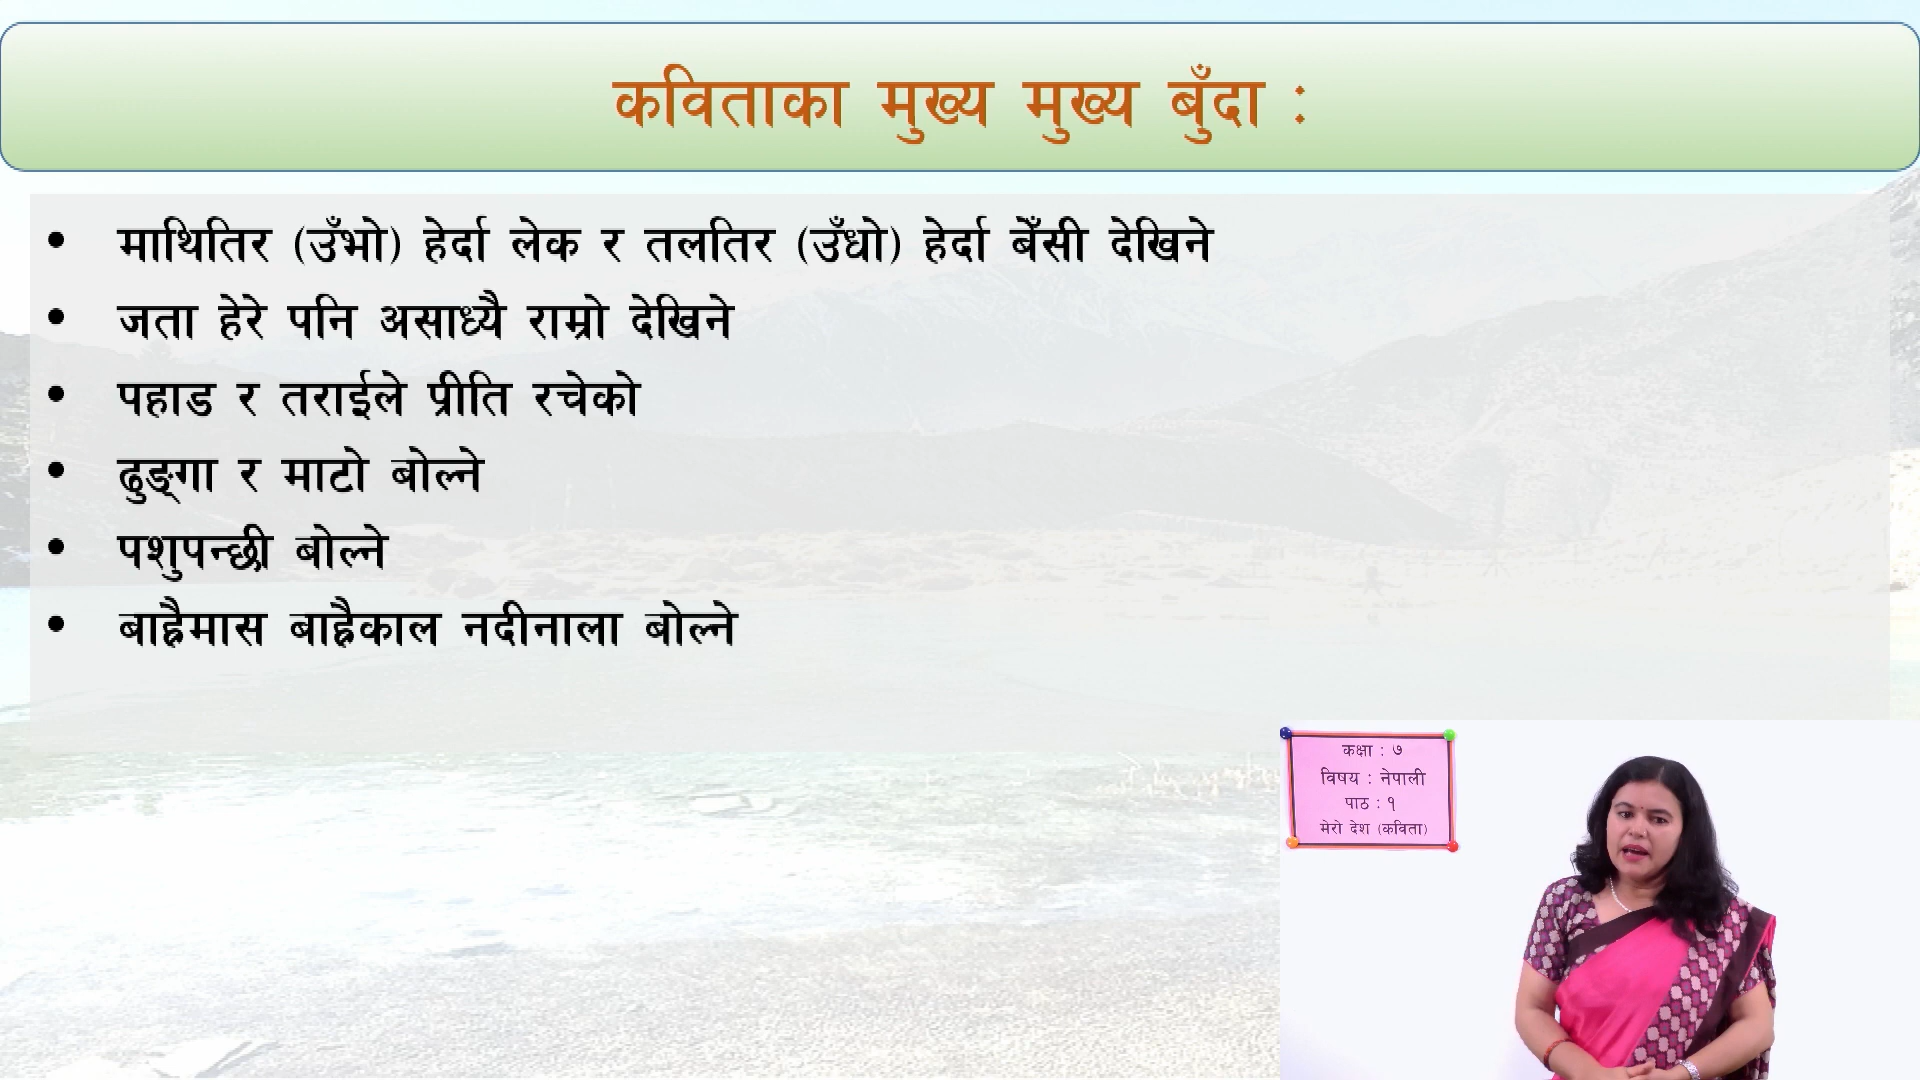 कविताका मुख्य मुख्य बुँदा :
• माथितिर (उँभो) हेर्दा लेक र तलतिर (उँधो) हेर्दा बेँसी देखिने
• जता हेरे पनि असाध्यै राम्रो देखिने
• पहाड र तराईले प्रीति रचेको
• ढुङ्गा र माटो बोल्ने
• पशुपन्छी बोल्ने
• बाह्रैमास बाह्रैकाल नदीनाला बोल्ने
कक्षा : ७
विषय : नेपाली
पाठ : १
मेरो देश (कविता)